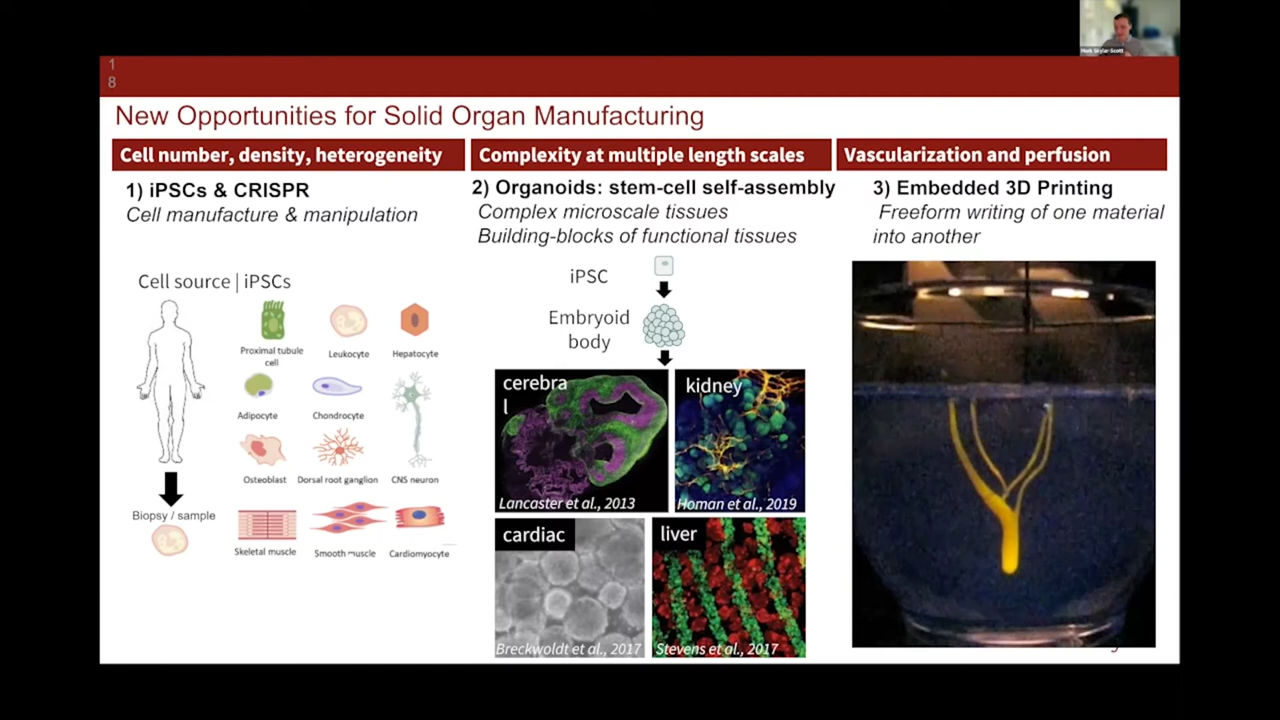 Mark Skylar-Scott
1
8
New Opportunities for Solid Organ Manufacturing
Cell number, density, heterogeneity
1) iPSCs & CRISPR
Cell manufacture & manipulation
Cell source | iPSCs
Proximal tubule
cell
Leukocyte
Hepatocyte
Adipocyte
Chondrocyte
Osteoblast
Dorsal root ganglion
CNS neuron
Biopsy / sample
Skeletal muscle
Smooth muscle
Cardiomyocyte
Complexity at multiple length scales
2) Organoids: stem-cell self-assembly
Complex microscale tissues
Building-blocks of functional tissues
iPSC
Embryoid
body
cerebra
l
Lancaster et al., 2013
kidney
Homan et al., 2019
cardiac
Breckwoldt et al., 2017
liver
Stevens et al., 2017
Vascularization and perfusion
3) Embedded 3D Printing
Freeform writing of one material
into another